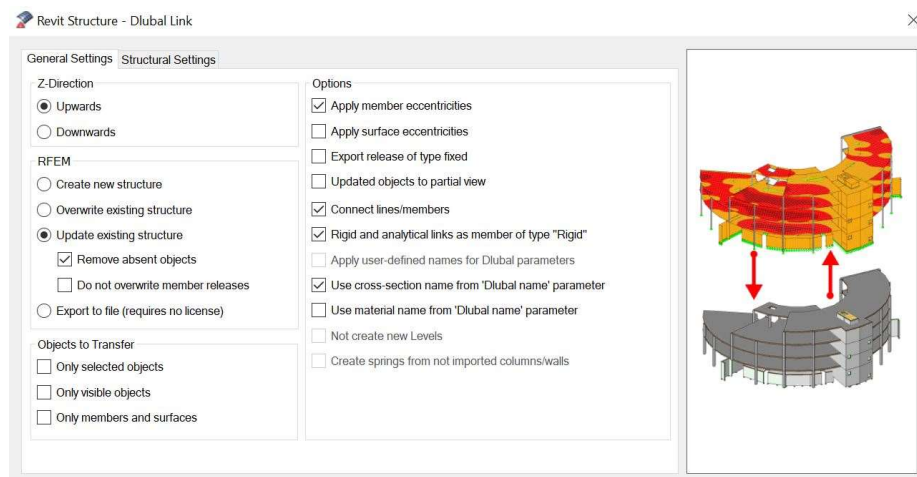 Revit Structure - Dlubal Link
General Settings
Structural Settings
Z-Direction
Upwards
Downwards
RFEM
Create new structure
Overwrite existing structure
Update existing structure
Remove absent objects
Do not overwrite member releases
Export to file (requires no license)
Objects to Transfer
Only selected objects
Only visible objects
Only members and surfaces
Options
Apply member eccentricities
Apply surface eccentricities
Export release of type fixed
Updated objects to partial view
Connect lines/members
Rigid and analytical links as member of type "Rigid"
Apply user-defined names for Dlubal parameters
Use cross-section name from 'Dlubal name' parameter
Use material name from 'Dlubal name' parameter
Not create new Levels
Create springs from not imported columns/walls